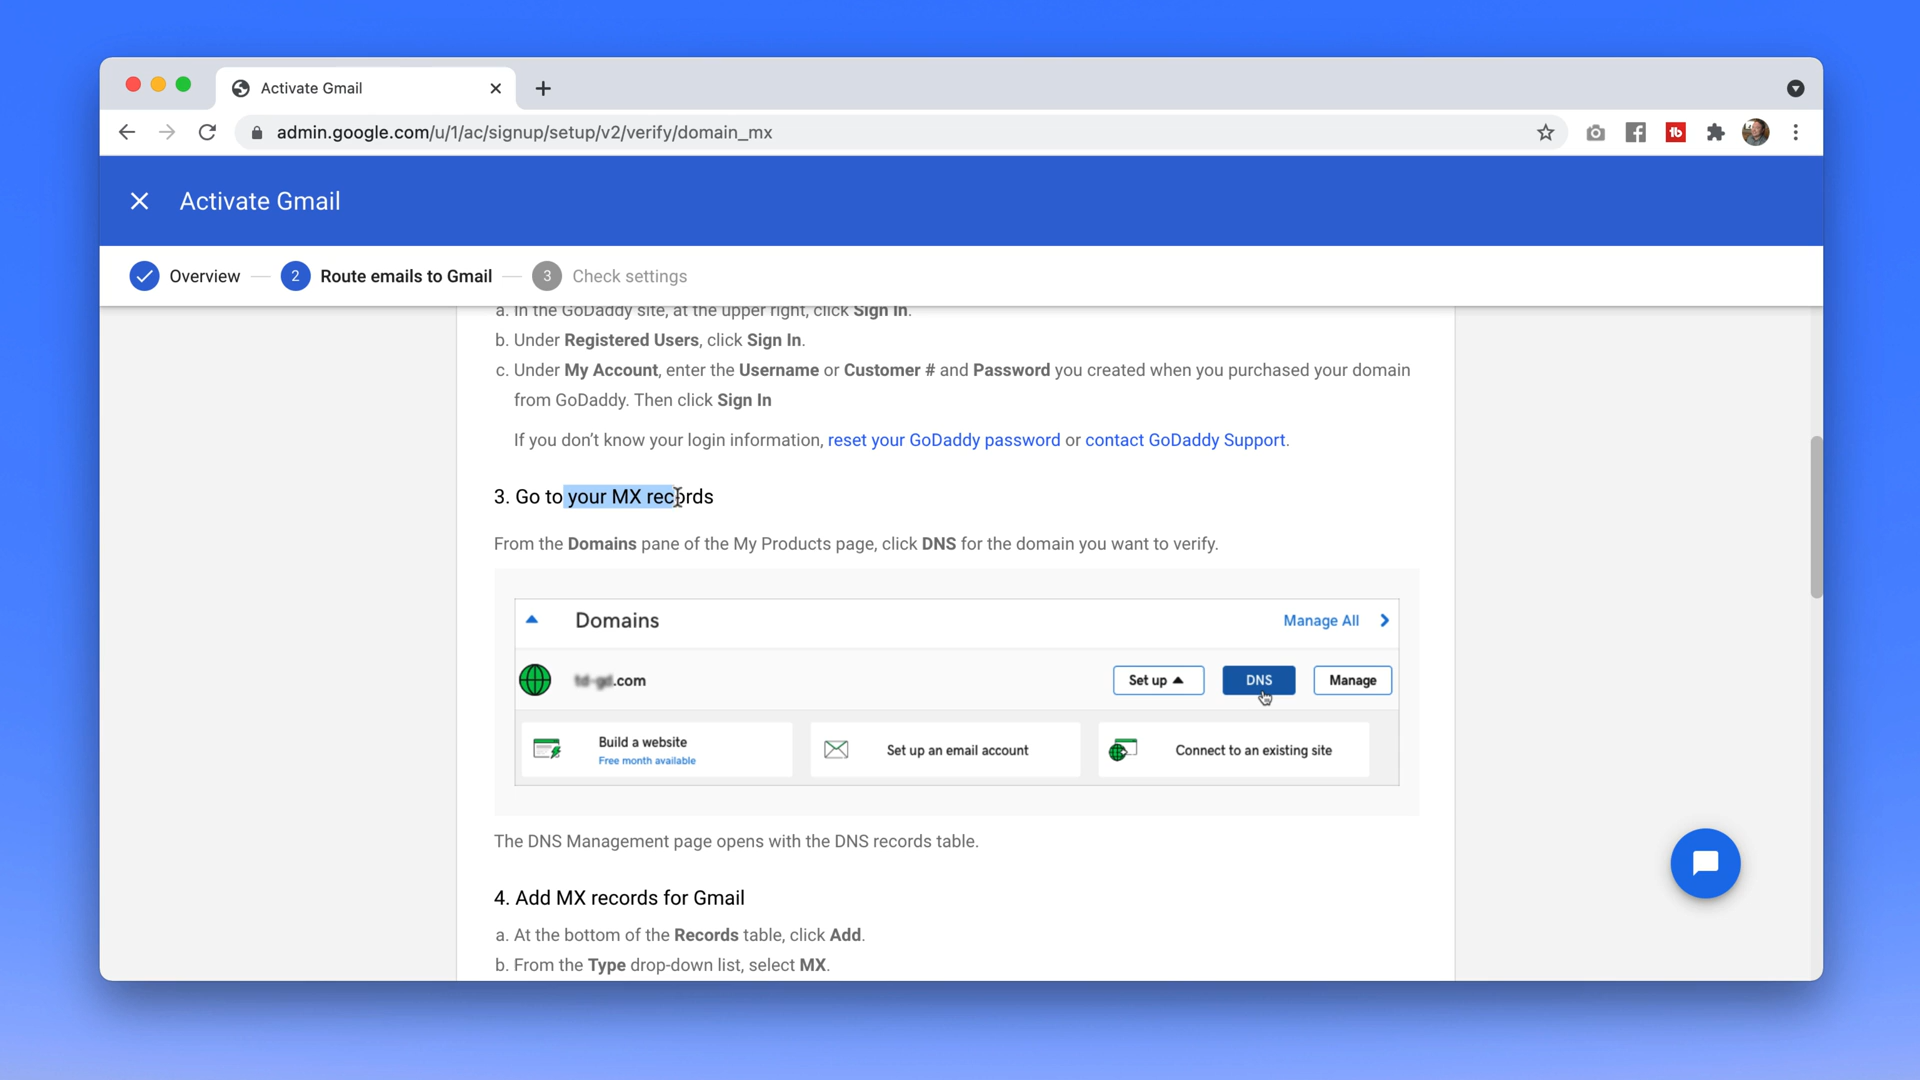 Activate Gmail
admin.google.com/u/1/ac/signup/setup/v2/verify/domain_mx
Activate Gmail
Overview
2 Route emails to Gmail
3 Check settings
a. In the GoDaddy site, at the upper right, click Sign In.
b. Under Registered Users, click Sign In.
c. Under My Account, enter the Username or Customer # and Password you created when you purchased your domain
from GoDaddy. Then click Sign In
If you don't know your login information, reset your GoDaddy password or contact GoDaddy Support.
3. Go to your MX records
From the Domains pane of the My Products page, click DNS for the domain you want to verify.
Domains
Manage All
.com
Set up
DNS
Manage
Build a website
Free month available
Set up an email account
Connect to an existing site
The DNS Management page opens with the DNS records table.
4. Add MX records for Gmail
a. At the bottom of the Records table, click Add.
b. From the Type drop-down list, select MX.